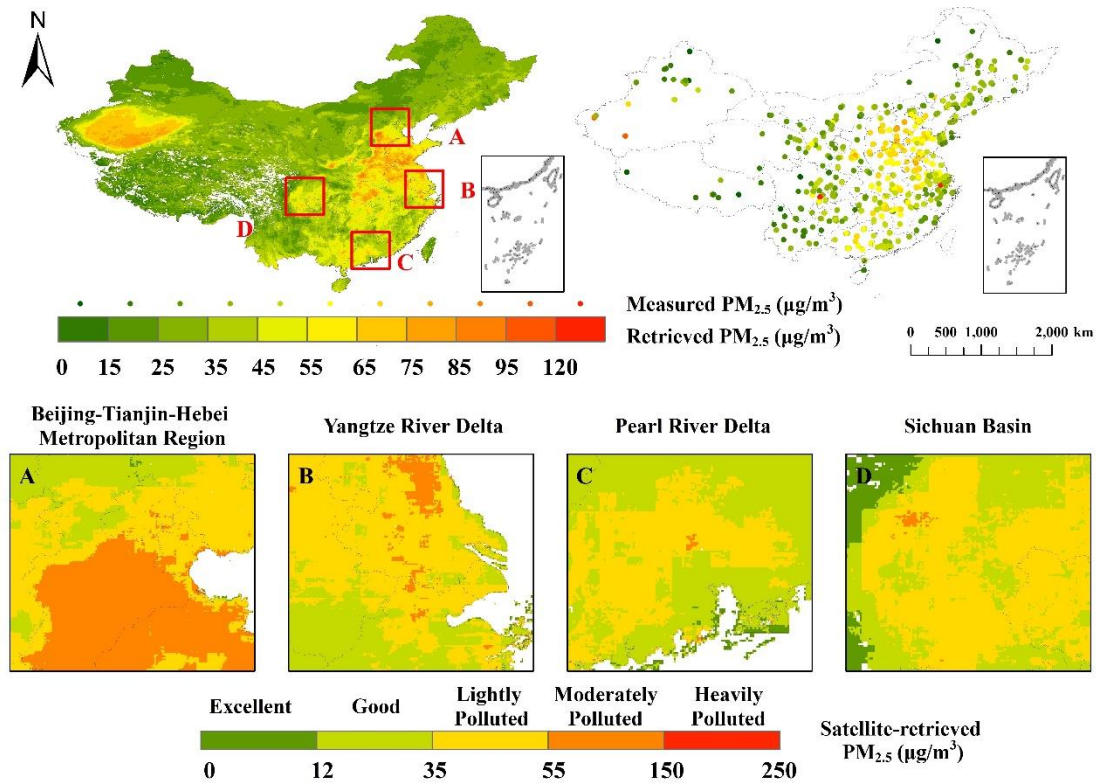 N
A
B
C
D
Measured PM2.5 (μg/m³)
Retrieved PM2.5 (μg/m³)
0 15 25 35 45 55 65 75 85 95 120
0 500 1,000 2,000 km
Beijing-Tianjin-Hebei
Metropolitan Region
Yangtze River Delta
Pearl River Delta
Sichuan Basin
A
B
C
D
Excellent
Good
Lightly
Polluted
Moderately
Polluted
Heavily
Polluted
0 12 35 55 150 250
Satellite-retrieved
PM2.5 (μg/m³)